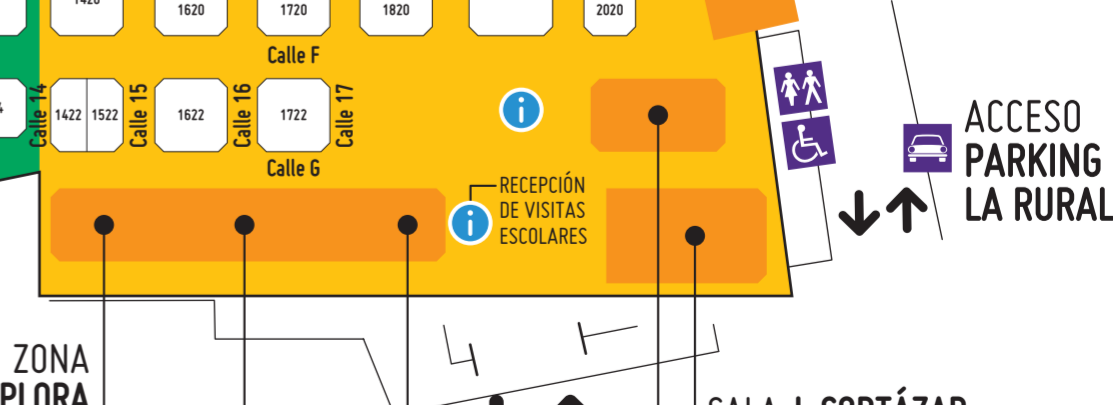 1620
1720
1820
2020
Calle F
Calle 14
1422
1522
Calle 15
1622
Calle 16
1722
Calle 17
i
Calle G
i
RECEPCIÓN
DE VISITAS
ESCOLARES
ACCESO
PARKING
LA RURAL
ZONA